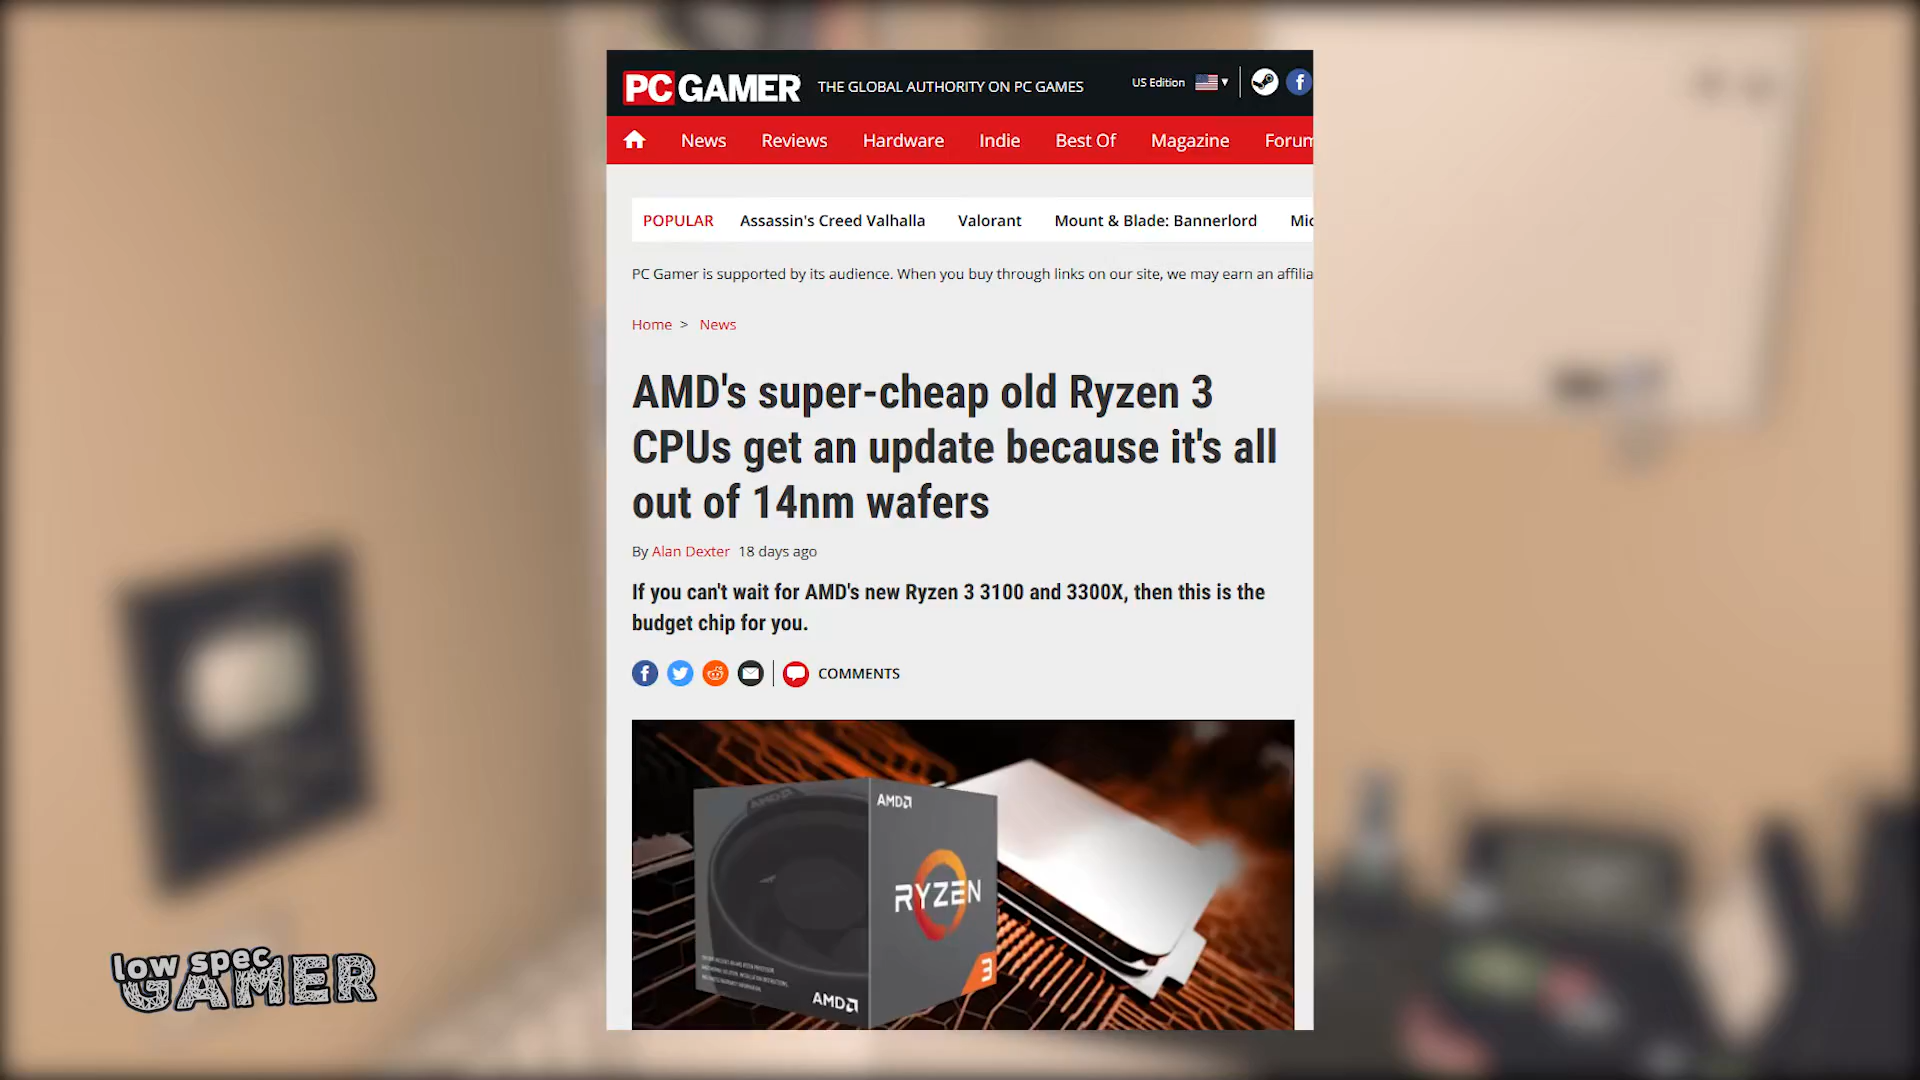 PC GAMER THE GLOBAL AUTHORITY ON PC GAMES US Edition
News Reviews Hardware Indie Best Of Magazine Forum
POPULAR Assassin's Creed Valhalla Valorant Mount & Blade: Bannerlord Mic
PC Gamer is supported by its audience. When you buy through links on our site, we may earn an affilia
Home > News
AMD's super-cheap old Ryzen 3
CPUs get an update because it's all
out of 14nm wafers
By Alan Dexter 18 days ago
If you can't wait for AMD's new Ryzen 3 3100 and 3300X, then this is the
budget chip for you.
COMMENTS
AMD
AMD
RYZEN
3
AMD
low spec
GAMER